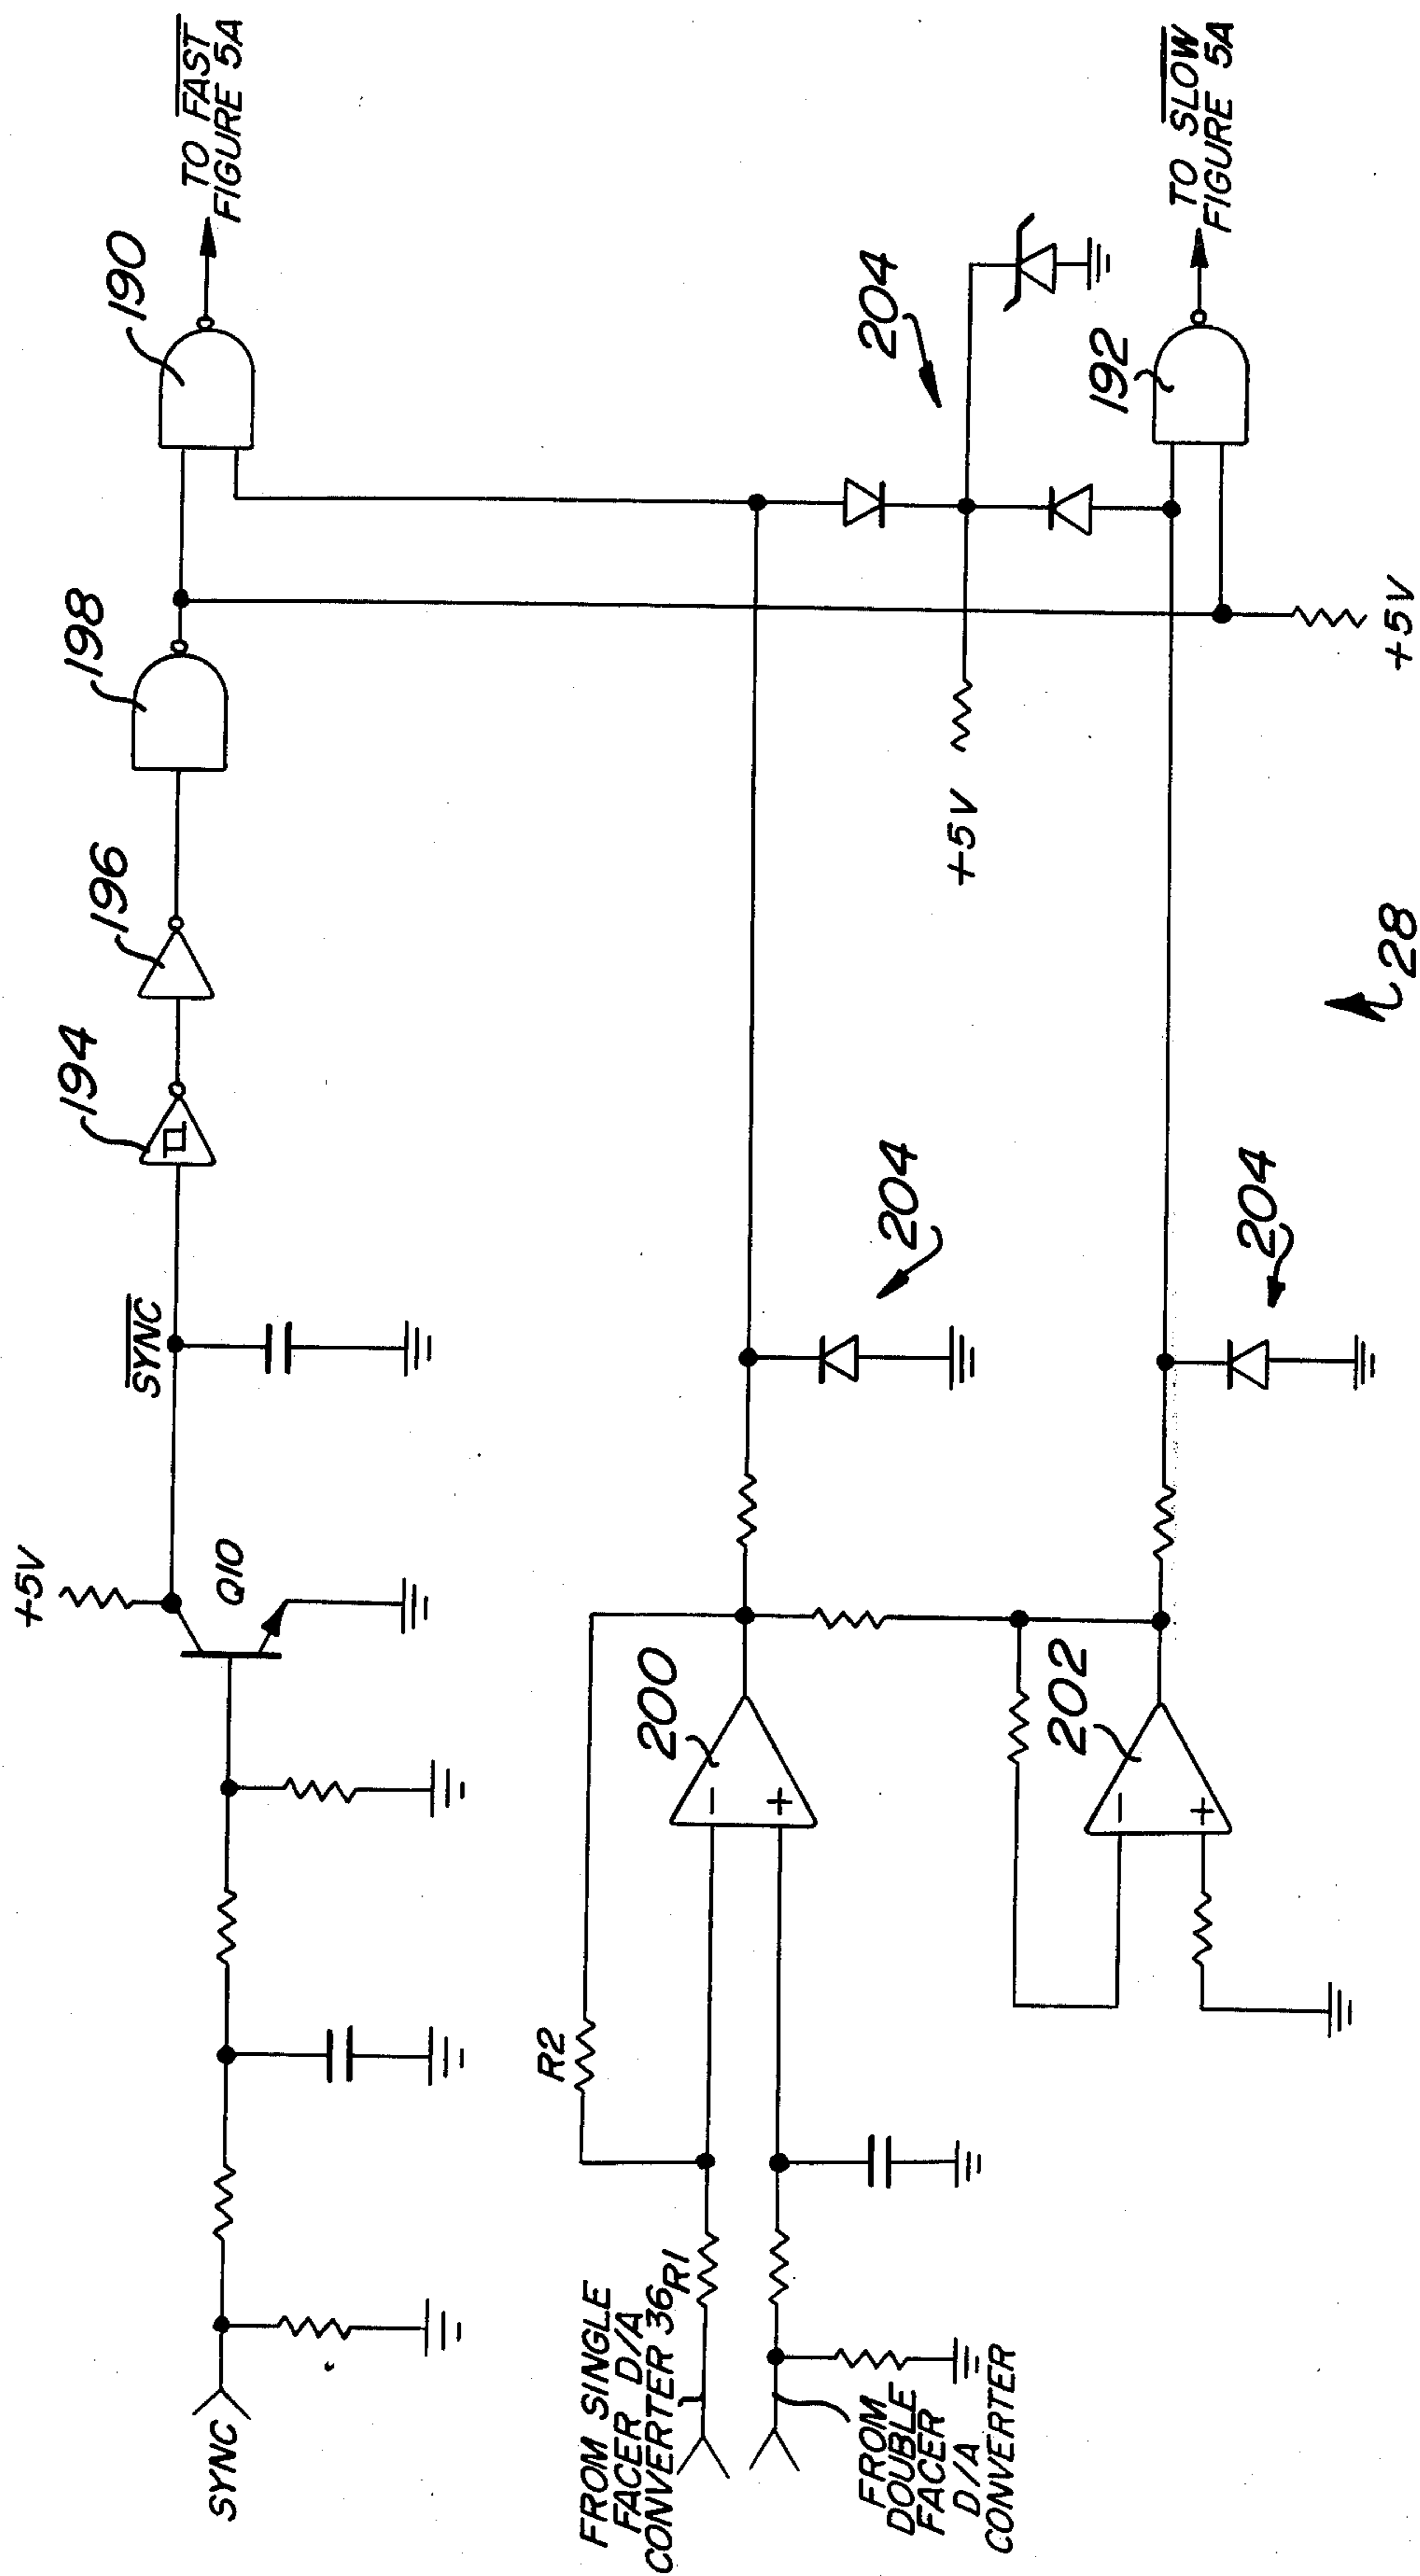 SYNC
+5V
Q10
SYNC
194
196
198
190
TO FAST
FIGURE 5A
FROM SINGLE
FACER D/A
CONVERTER 36
R1
R2
-
+
200
204
204
+5V
FROM
DOUBLE
FACER
D/A
CONVERTER
-
+
202
204
192
TO SLOW
FIGURE 5A
+5V
28